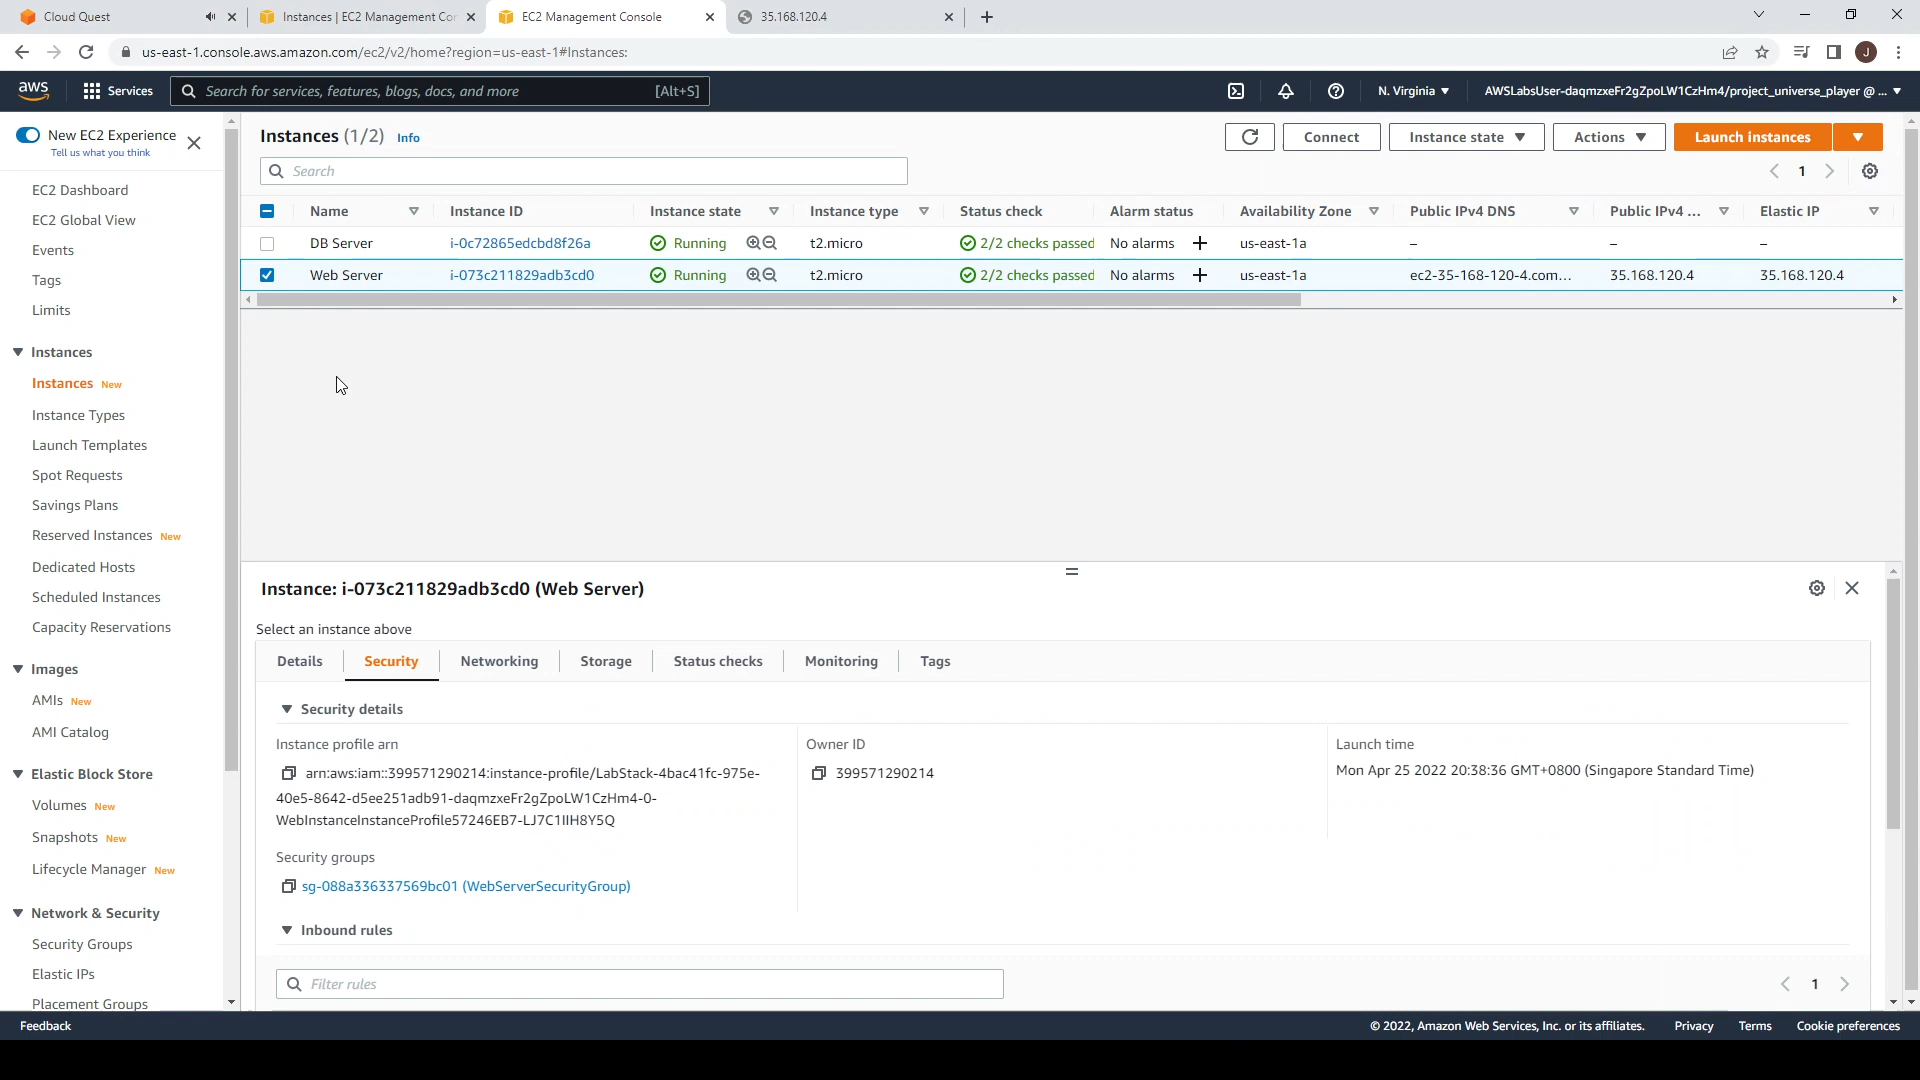 Cloud Quest
Instances | EC2 Management Cor
EC2 Management Console
35.168.120.4
us-east-1.console.aws.amazon.com/ec2/v2/home?region=us-east-1#Instances:
J
aws
Services
Search for services, features, blogs, docs, and more [Alt+S]
N. Virginia
AWSLabsUser-daqmzxeFr2gZpoLW1CzHm4/project_universe_player @ ...
New EC2 Experience
Tell us what you think
EC2 Dashboard
EC2 Global View
Events
Tags
Limits
Instances
Instances New
Instance Types
Launch Templates
Spot Requests
Savings Plans
Reserved Instances New
Dedicated Hosts
Scheduled Instances
Capacity Reservations
Images
AMIs New
AMI Catalog
Elastic Block Store
Volumes New
Snapshots New
Lifecycle Manager New
Network & Security
Security Groups
Elastic IPs
Placement Groups
Instances (1/2) Info
Connect
Instance state
Actions
Launch instances
Search
1
Name Instance ID Instance state Instance type Status check Alarm status Availability Zone Public IPv4 DNS Public IPv4 ... Elastic IP
DB Server i-0c72865edcbd8f26a Running t2.micro 2/2 checks passed No alarms + us-east-1a – – –
Web Server i-073c211829adb3cd0 Running t2.micro 2/2 checks passed No alarms + us-east-1a ec2-35-168-120-4.com... 35.168.120.4 35.168.120.4
Instance: i-073c211829adb3cd0 (Web Server)
Select an instance above
Details Security Networking Storage Status checks Monitoring Tags
Security details
Instance profile arn
arn:aws:iam::399571290214:instance-profile/LabStack-4bac41fc-975e-
40e5-8642-d5ee251adb91-daqmzxeFr2gZpoLW1CzHm4-0-
WebInstanceInstanceProfile57246EB7-LJ7C1IIH8Y5Q
Owner ID
399571290214
Launch time
Mon Apr 25 2022 20:38:36 GMT+0800 (Singapore Standard Time)
Security groups
sg-088a336337569bc01 (WebServerSecurityGroup)
Inbound rules
Filter rules
1
Feedback
© 2022, Amazon Web Services, Inc. or its affiliates.
Privacy
Terms
Cookie preferences